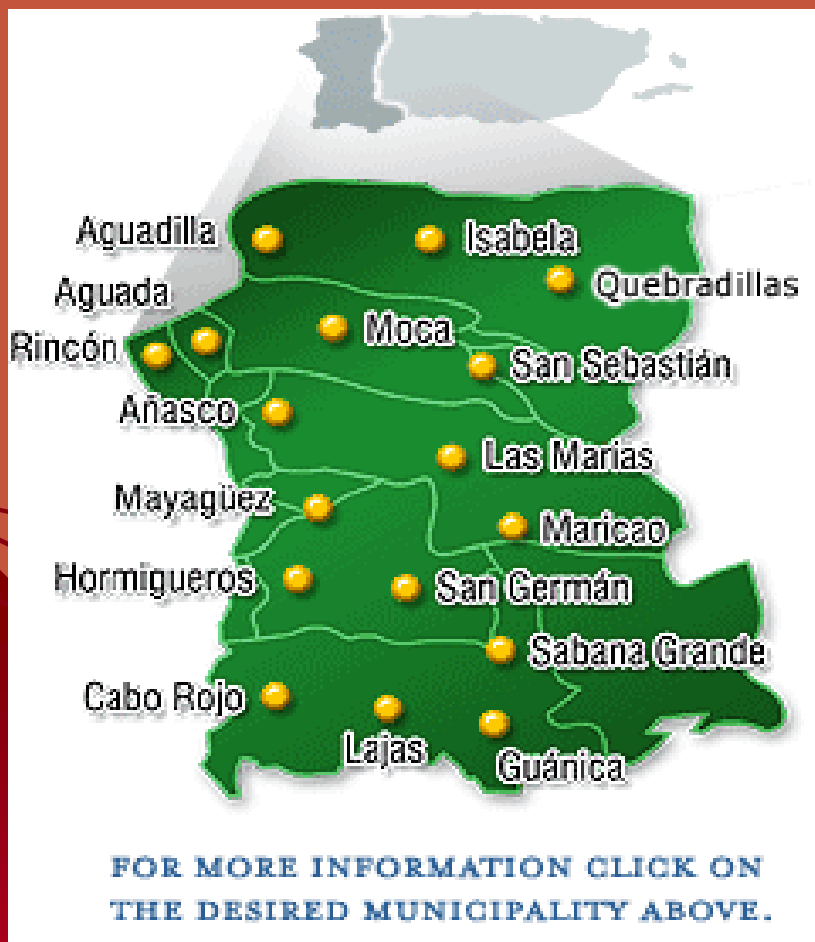 Aguadilla
Isabela
Aguada
Quebradillas
Rincón
Moca
San Sebastián
Añasco
Las Marías
Mayagüez
Maricao
Hormigueros
San Germán
Sabana Grande
Cabo Rojo
Lajas
Guánica
FOR MORE INFORMATION CLICK ON
THE DESIRED MUNICIPALITY ABOVE.